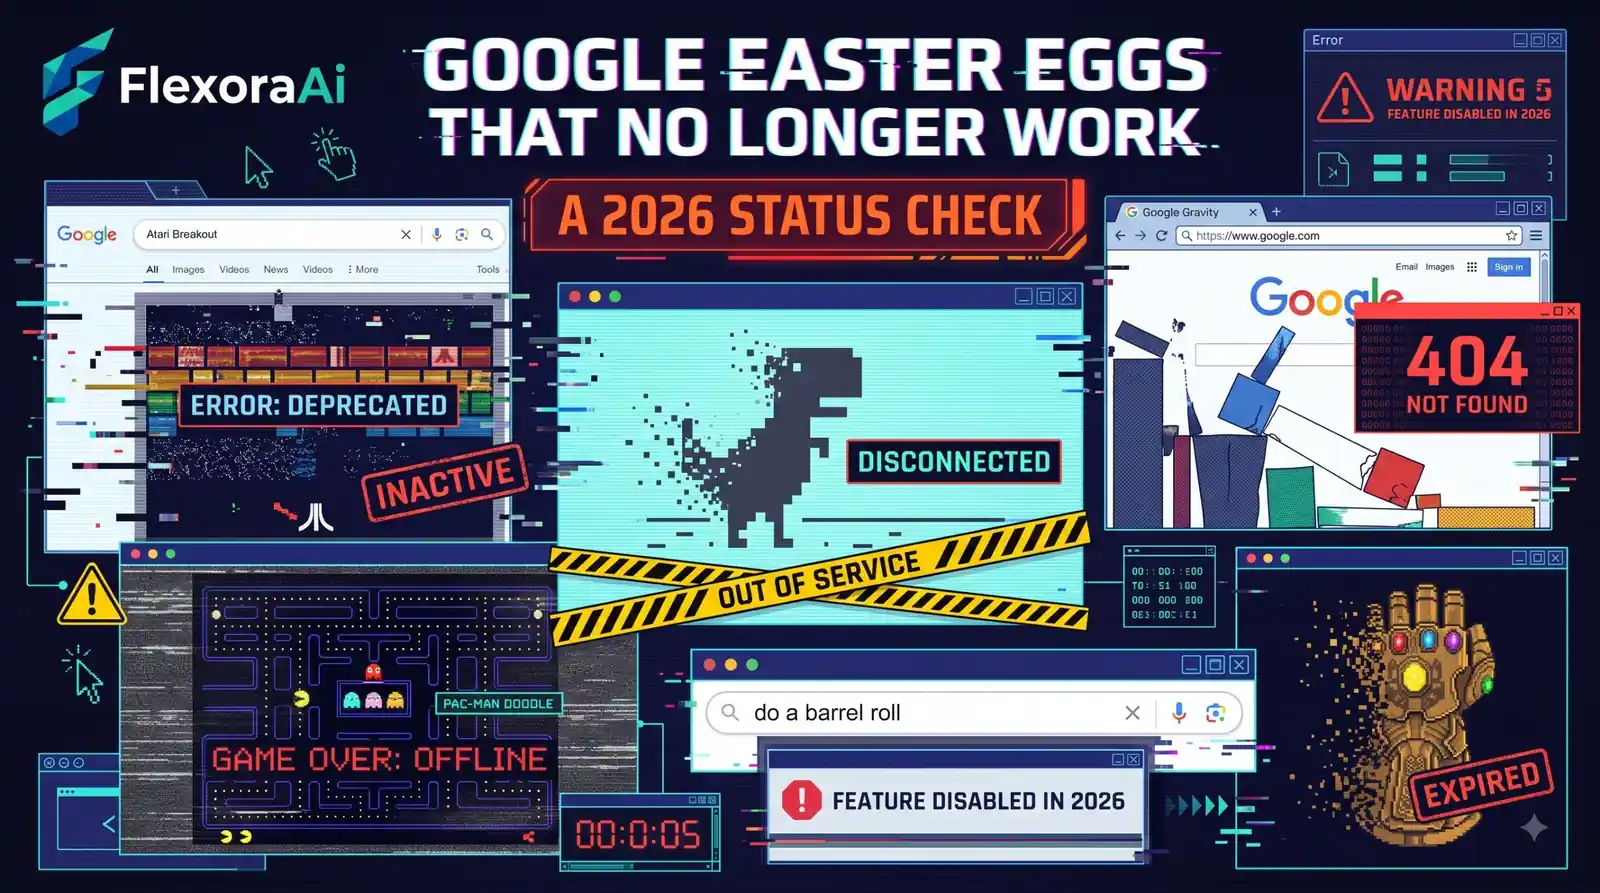 FlexoraAi
GOOGLE EASTER EGGS
THAT NO LONGER WORK
A 2026 STATUS CHECK
Error
WARNING
FEATURE DISABLED IN 2026
Google
Atari Breakout
All Images Videos News Videos More Tools
ERROR: DEPRECATED
INACTIVE
DISCONNECTED
OUT OF SERVICE
Google Gravity
https://www.google.com
Email Images Sign in
Google
404
NOT FOUND
PAC-MAN DOODLE
GAME OVER: OFFLINE
00:0:05
do a barrel roll
FEATURE DISABLED IN 2026
EXPIRED